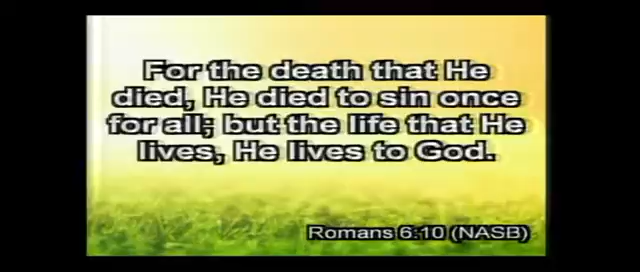 For the death that He
died, He died to sin once
for all; but the life that He
lives, He lives to God.
Romans 6:10 (NASB)